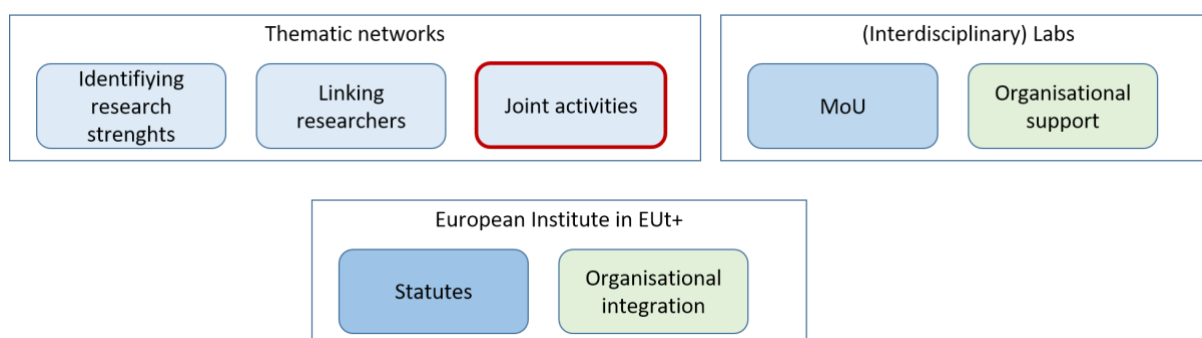 Thematic networks
Identifiying
research
strenghts
Linking
researchers
Joint activities
(Interdisciplinary) Labs
MoU
Organisational
support
European Institute in EUt+
Statutes
Organisational
integration